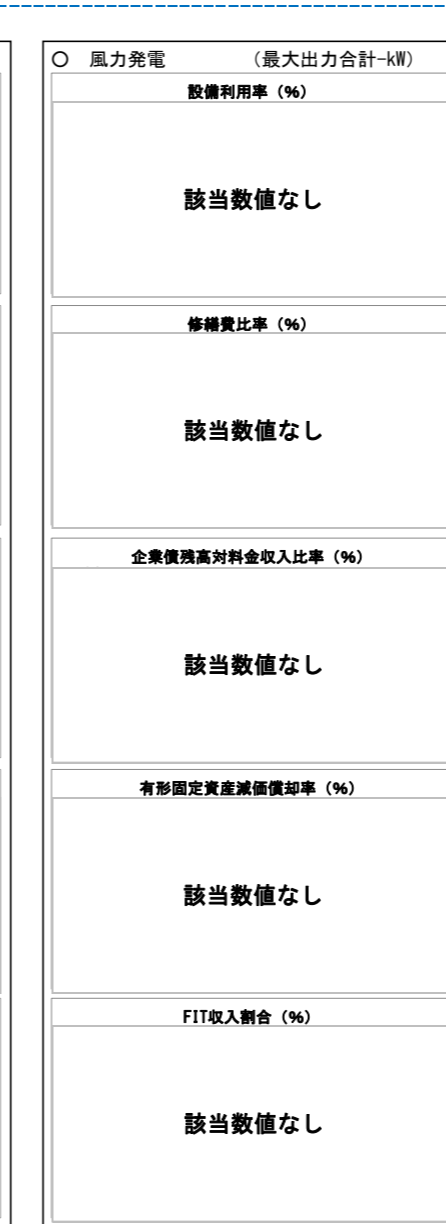 ○ 風力発電 (最大出力合計-kW)
設備利用率 (%)
該当数値なし
修繕費比率 (%)
該当数値なし
企業債残高対料金収入比率 (%)
該当数値なし
有形固定資産減価償却率 (%)
該当数値なし
FIT収入割合 (%)
該当数値なし